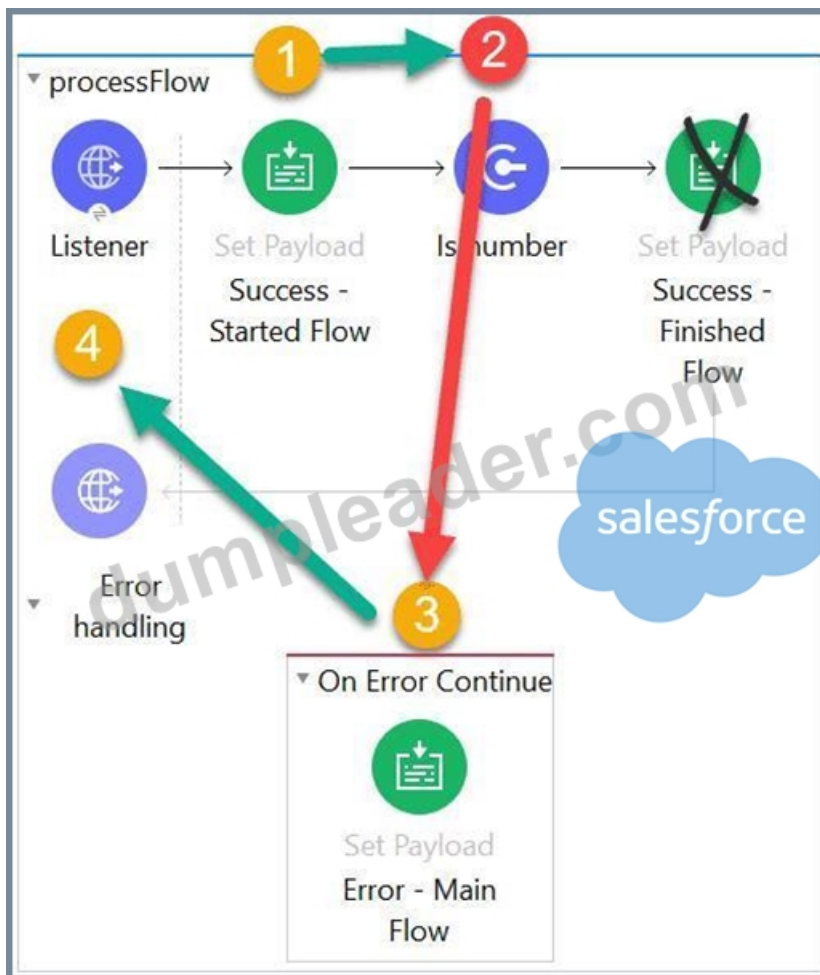 1
2
processFlow
Listener
Set Payload
Success -
Started Flow
Is number
Set Payload
Success -
Finished
Flow
4
dumpleader.com
salesforce
Error
handling
3
On Error Continue
Set Payload
Error - Main
Flow